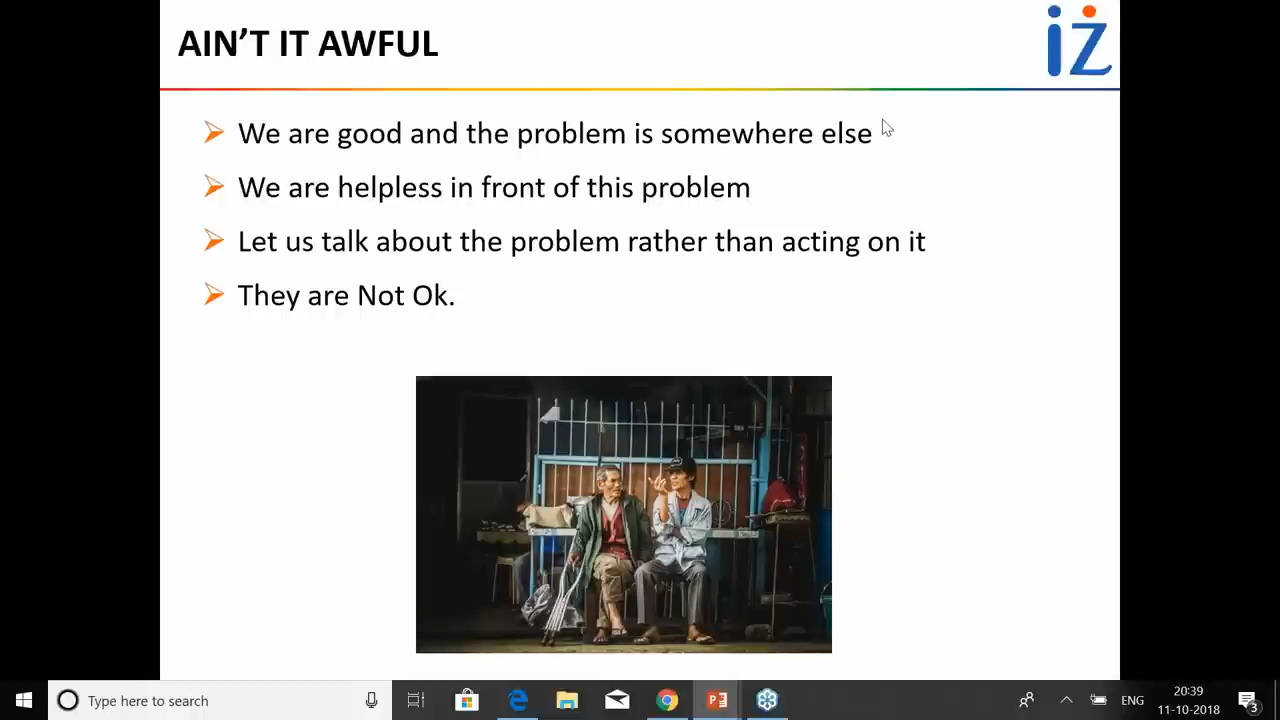 AIN'T IT AWFUL
iz
We are good and the problem is somewhere else
We are helpless in front of this problem
Let us talk about the problem rather than acting on it
They are Not Ok.
Type here to search
ENG
20:39
11-10-2018
3